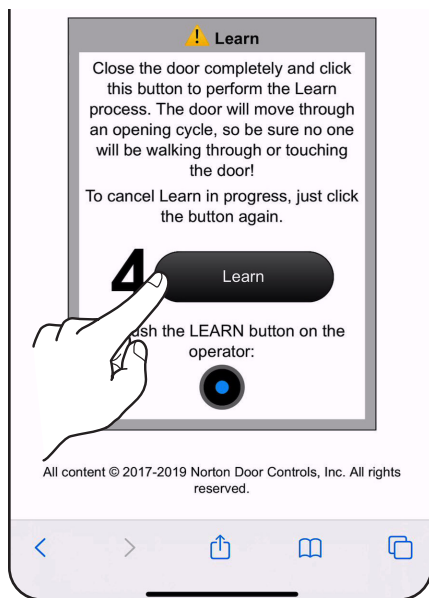 Learn
Close the door completely and click
this button to perform the Learn
process. The door will move through
an opening cycle, so be sure no one
will be walking through or touching
the door!
To cancel Learn in progress, just click
the button again.
4
Learn
the LEARN button on the
operator:
All content © 2017-2019 Norton Door Controls, Inc. All rights
reserved.